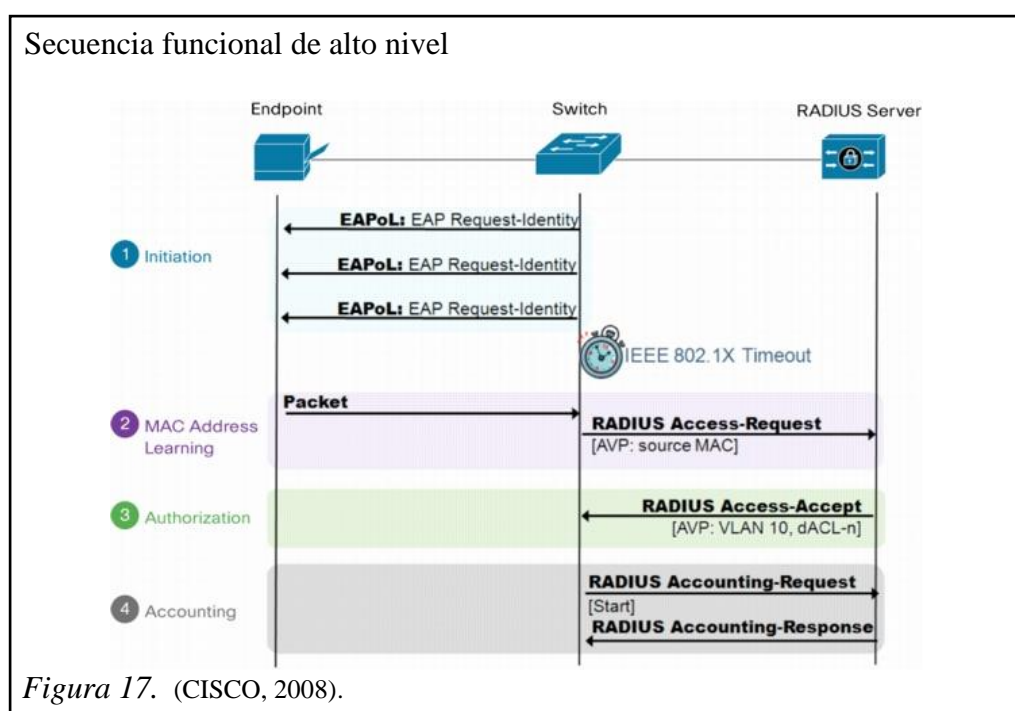 Secuencia funcional de alto nivel
Endpoint
Switch
RADIUS Server
1 Initiation
EAPoL: EAP Request-Identity
EAPoL: EAP Request-Identity
EAPoL: EAP Request-Identity
IEEE 802.1X Timeout
2 MAC Address
Learning
Packet
RADIUS Access-Request
[AVP: source MAC]
3 Authorization
RADIUS Access-Accept
[AVP: VLAN 10, dACL-n]
4 Accounting
RADIUS Accounting-Request
[Start]
RADIUS Accounting-Response
Figura 17. (CISCO, 2008).